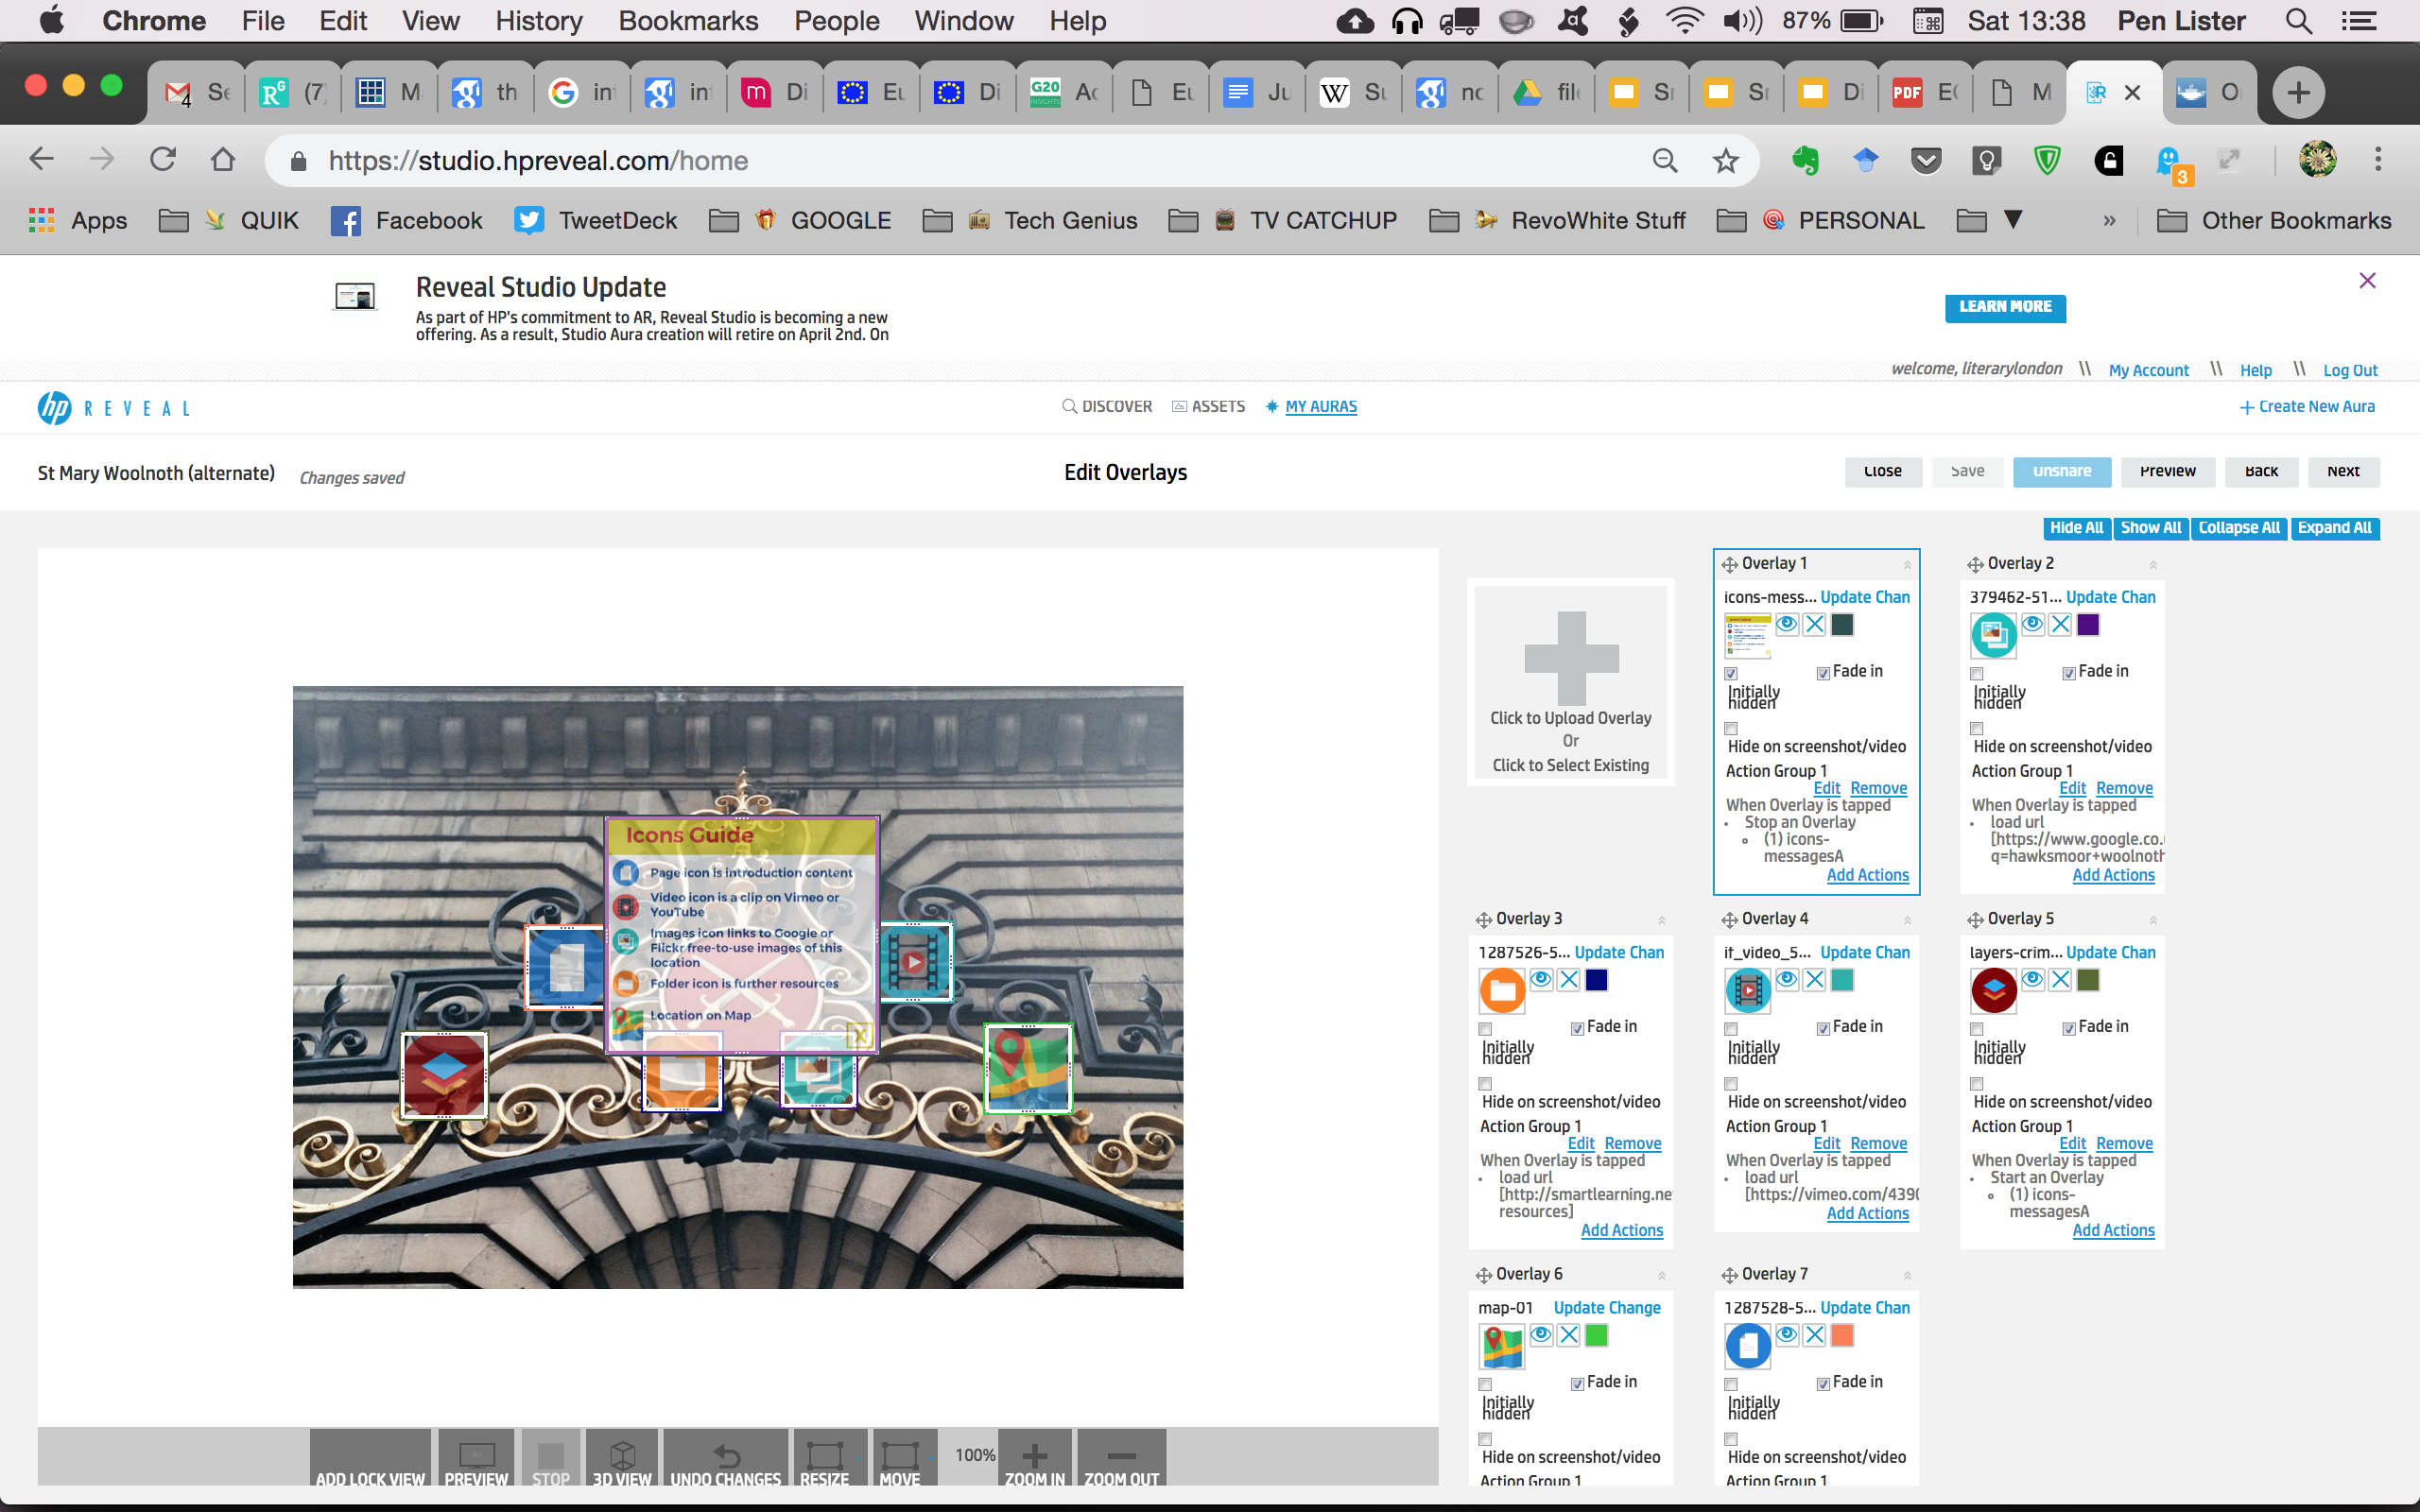 Chrome File Edit View History Bookmarks People Window Help 87% Sat 13:38 Pen Lister
4 Se (7) M th in in m Di Eu Di G20 INSIGHTS Ac Eu Ju W Su no file Sm Sm Di PDF EC M R O
https://studio.hpreveal.com/home 3
Apps QUIK Facebook TweetDeck GOOGLE Tech Genius TV CATCHUP RevoWhite Stuff PERSONAL » Other Bookmarks
Reveal Studio Update
As part of HP's commitment to AR, Reveal Studio is becoming a new
offering. As a result, Studio Aura creation will retire on April 2nd. On
LEARN MORE
welcome, literarylondon \\ My Account \\ Help \\ Log Out
hp REVEAL DISCOVER ASSETS MY AURAS + Create New Aura
St Mary Woolnoth (alternate) Changes saved Edit Overlays Close Save Unshare Preview Back Next
Hide All Show All Collapse All Expand All
Icons Guide
Page icon is introduction content
Video icon is a clip on Vimeo or
YouTube
Images icon links to Google or
Flickr free-to-use images of this
location
Folder icon is further resources
Location on Map
X
Click to Upload Overlay
Or
Click to Select Existing
Overlay 1
icons-mess... Update Chan
Fade in
Initially
hidden
Hide on screenshot/video
Action Group 1
Edit Remove
When Overlay is tapped
• Stop an Overlay
(1) icons-
messagesA
Add Actions
Overlay 2
379462-51... Update Chan
Fade in
Initially
hidden
Hide on screenshot/video
Action Group 1
Edit Remove
When Overlay is tapped
• load url
[https://www.google.co.
q=hawksmoor+woolnoth
Add Actions
Overlay 3
1287526-5... Update Chan
Fade in
Initially
hidden
Hide on screenshot/video
Action Group 1
Edit Remove
When Overlay is tapped
• load url
[http://smartlearning.ne
resources]
Add Actions
Overlay 4
if_video_5... Update Chan
Fade in
Initially
hidden
Hide on screenshot/video
Action Group 1
Edit Remove
When Overlay is tapped
• load url
[https://vimeo.com/439
Add Actions
Overlay 5
layers-crim... Update Chan
Fade in
Initially
hidden
Hide on screenshot/video
Action Group 1
Edit Remove
When Overlay is tapped
• Start an Overlay
(1) icons-
messagesA
Add Actions
Overlay 6
map-01 Update Change
Fade in
Initially
hidden
Hide on screenshot/video
Action Group 1
Overlay 7
1287528-5... Update Chan
Fade in
Initially
hidden
Hide on screenshot/video
Action Group 1
ADD LOCK VIEW PREVIEW STOP 3D VIEW UNDO CHANGES RESIZE MOVE 100% ZOOM IN ZOOM OUT